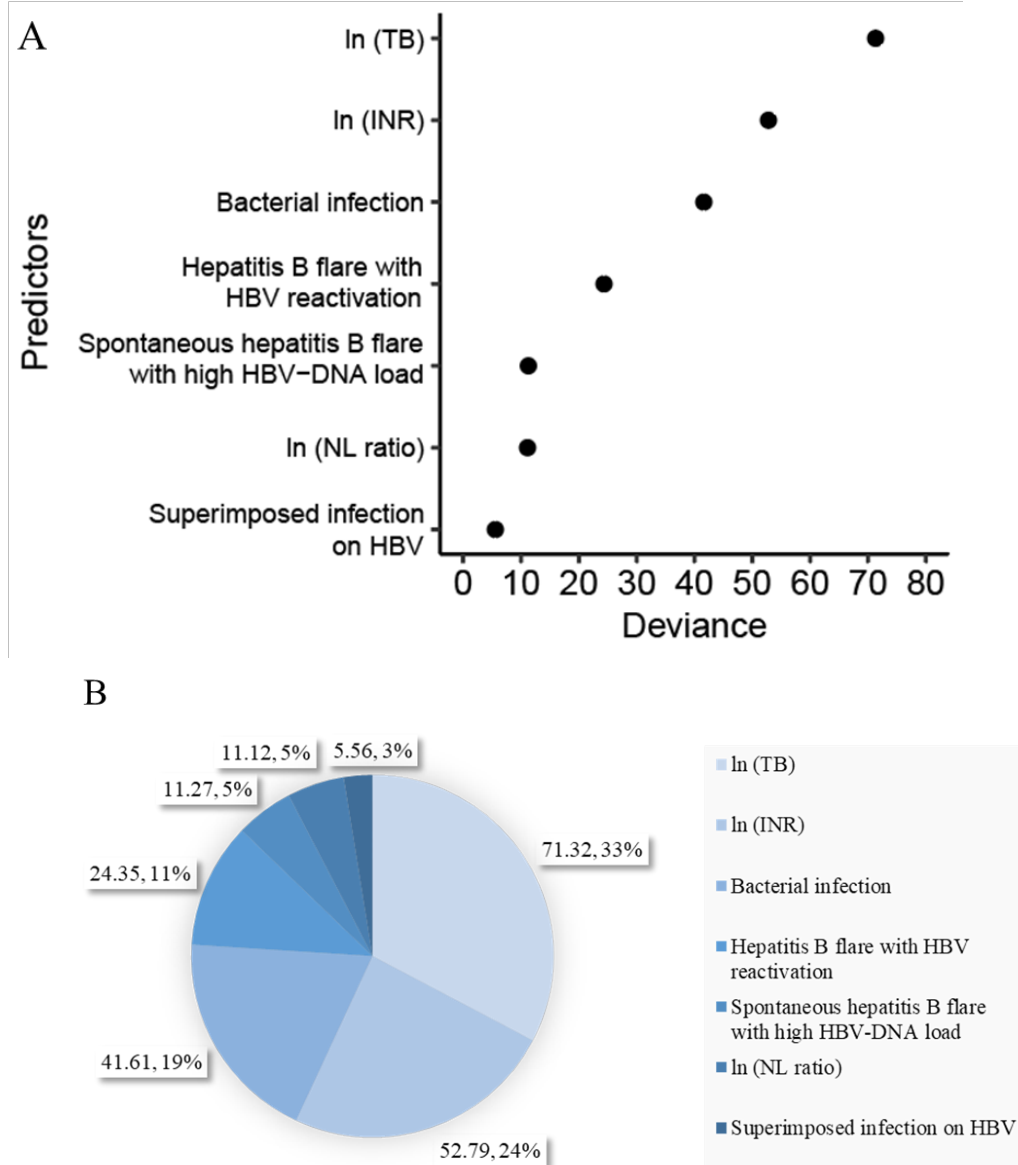 A
Predictors
ln (TB)
ln (INR)
Bacterial infection
Hepatitis B flare with
HBV reactivation
Spontaneous hepatitis B flare
with high HBV−DNA load
ln (NL ratio)
Superimposed infection
on HBV
0 10 20 30 40 50 60 70 80
Deviance
B
11.12, 5%
5.56, 3%
11.27, 5%
24.35, 11%
71.32, 33%
41.61, 19%
52.79, 24%
ln (TB)
ln (INR)
Bacterial infection
Hepatitis B flare with HBV
reactivation
Spontaneous hepatitis B flare
with high HBV-DNA load
ln (NL ratio)
Superimposed infection on HBV